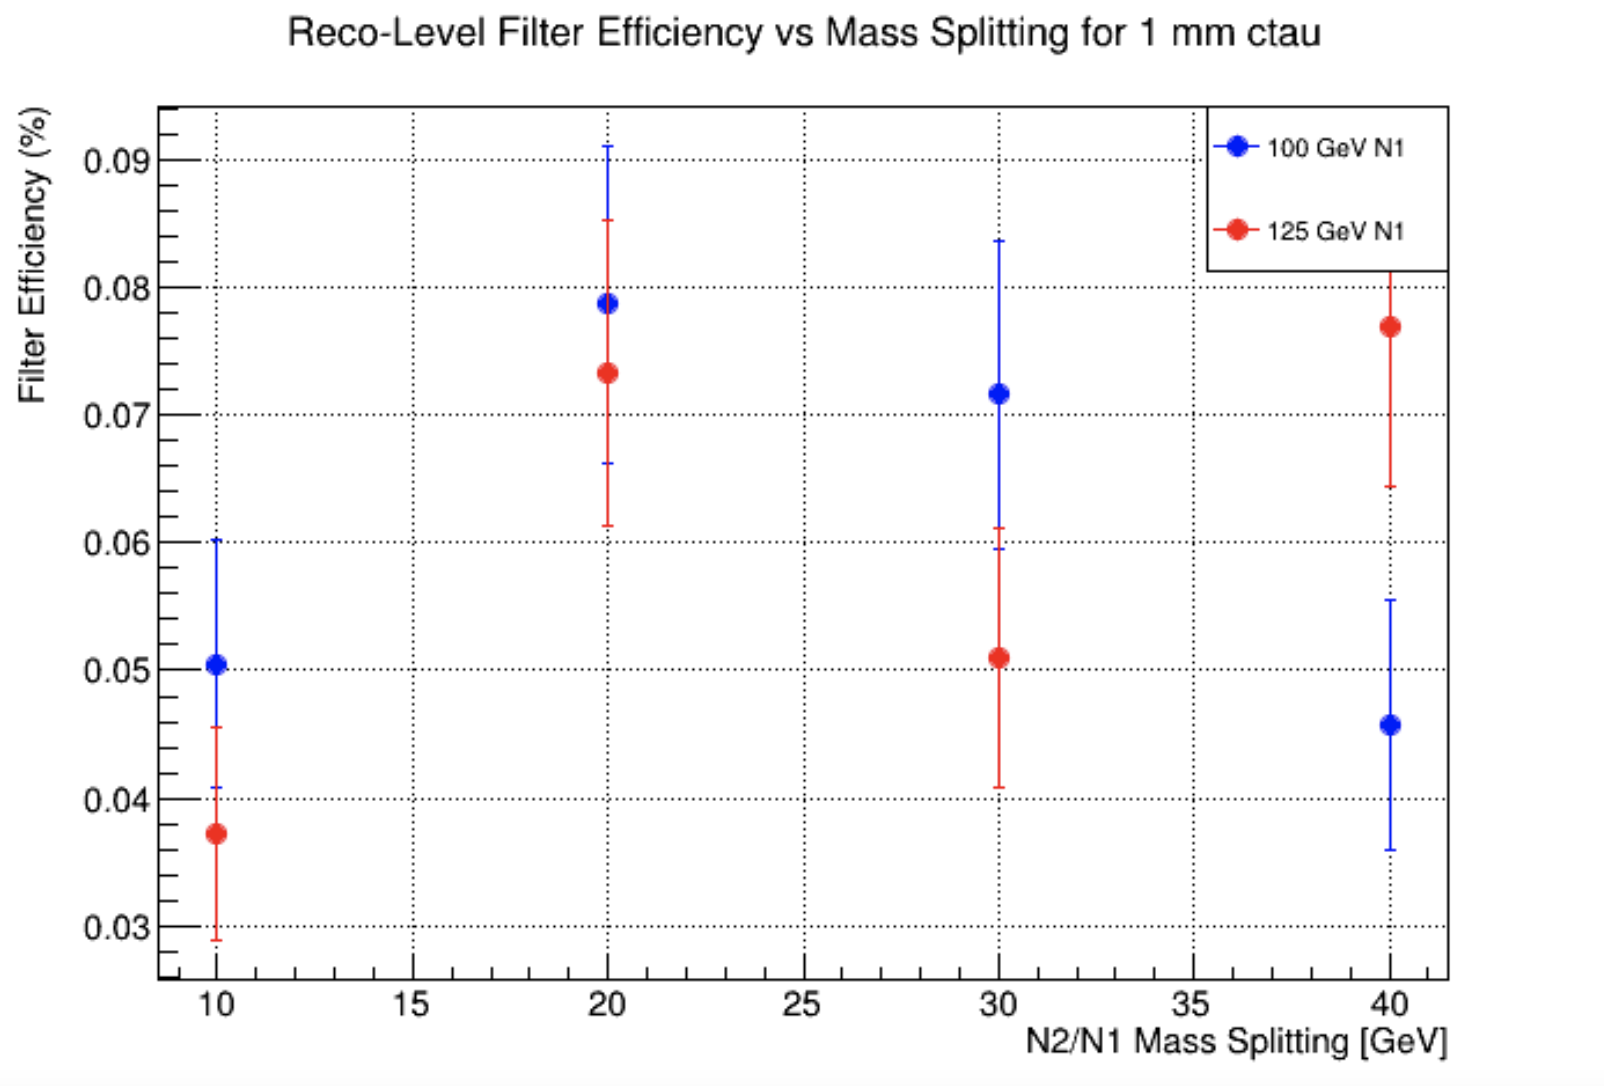 Reco-Level Filter Efficiency vs Mass Splitting for 1 mm ctau
Filter Efficiency (%)
0.09
0.08
0.07
0.06
0.05
0.04
0.03
100 GeV N1
125 GeV N1
10 15 20 25 30 35 40
N2/N1 Mass Splitting [GeV]